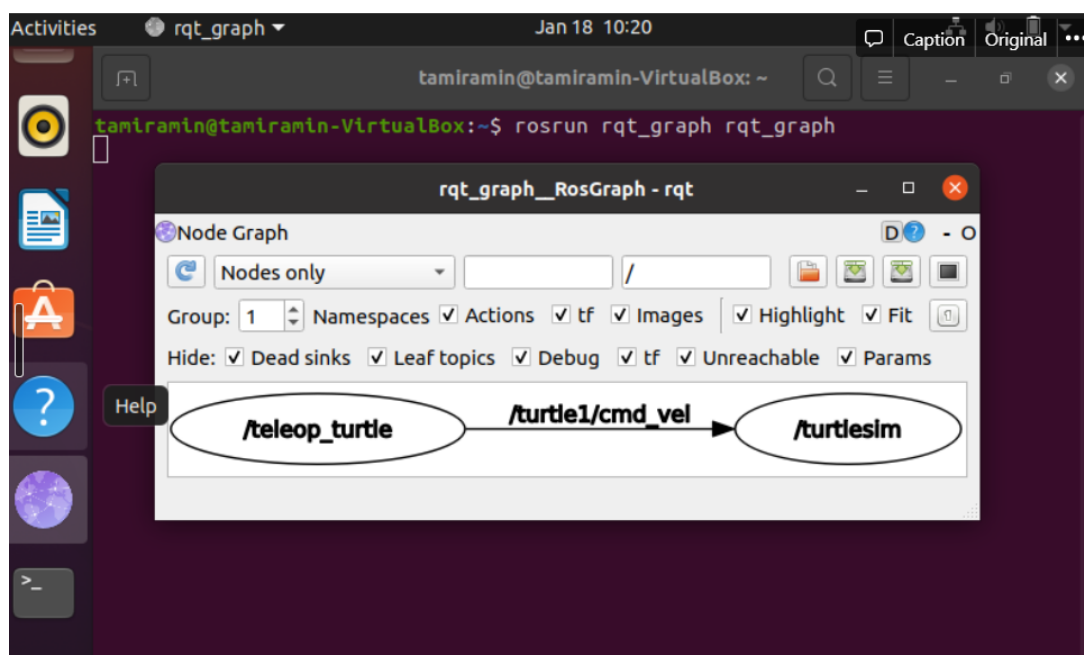 Activities rqt_graph Jan 18 10:20
Caption Original
tamiramin@tamiramin-VirtualBox: ~
tamiramin@tamiramin-VirtualBox:~$ rosrun rqt_graph rqt_graph
rqt_graph__RosGraph - rqt
Node Graph D ? - O
Nodes only /
Group: 1 Namespaces Actions tf Images Highlight Fit
Hide: Dead sinks Leaf topics Debug tf Unreachable Params
Help
/teleop_turtle /turtle1/cmd_vel /turtlesim
>_